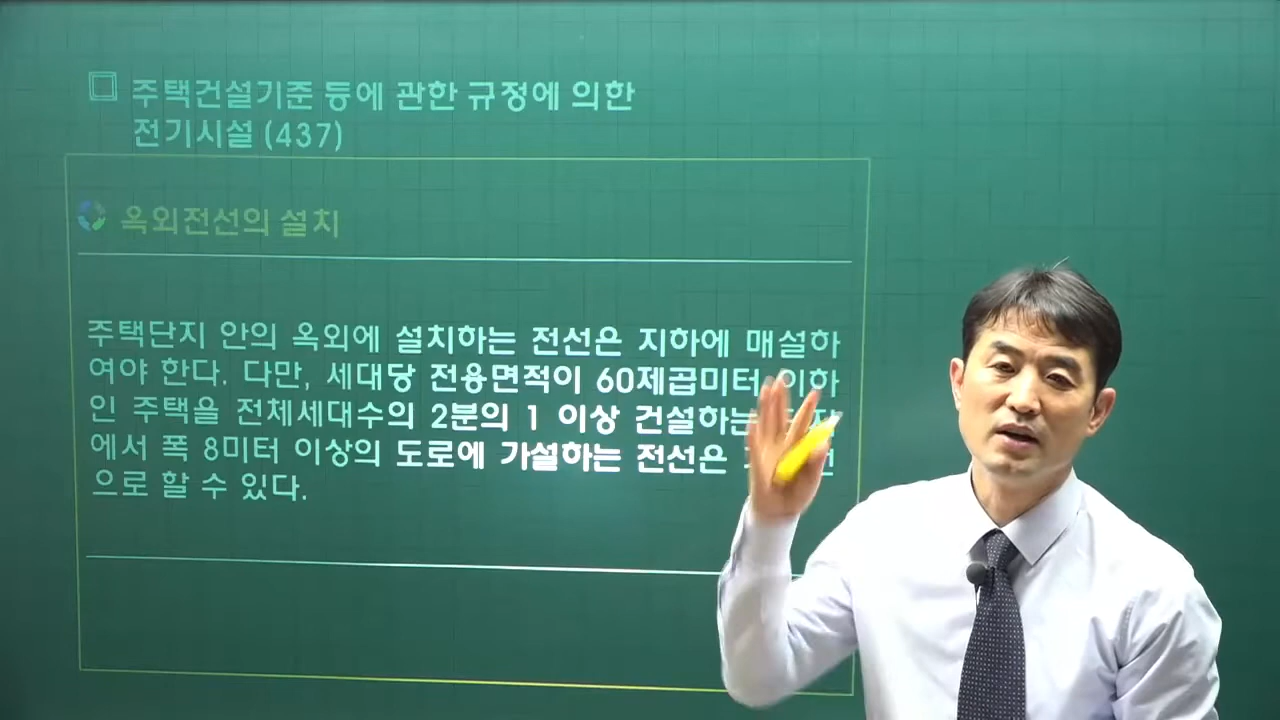 주택건설기준 등에 관한 규정에 의한
전기시설 (437)
옥외전선의 설치
주택단지 안의 옥외에 설치하는 전선은 지하에 매설하
여야 한다. 다만, 세대당 전용면적이 60제곱미터 이하
인 주택을 전체세대수의 2분의 1 이상 건설하는
에서 폭 8미터 이상의 도로에 가설하는 전선은
으로 할 수 있다.